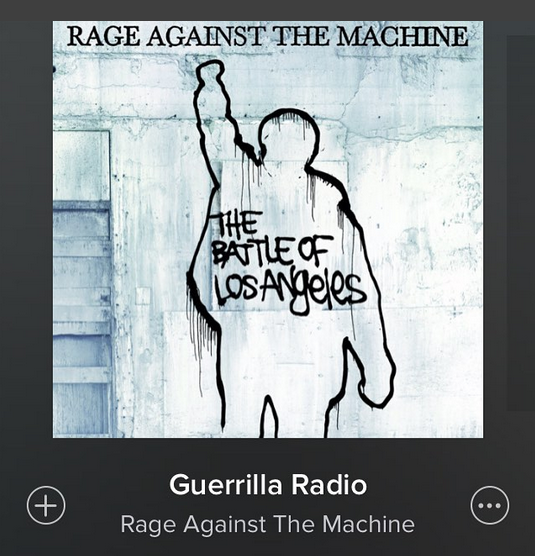 RAGE AGAINST THE MACHINE
THE
BATTLE OF
LOS ANGELES
Guerrilla Radio
Rage Against The Machine